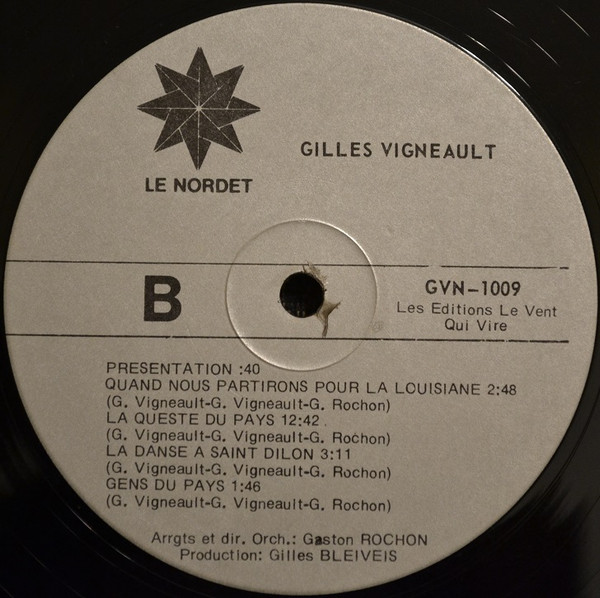 LE NORDET
GILLES VIGNEAULT
B
GVN-1009
Les Editions Le Vent
Qui Vire
PRESENTATION :40
QUAND NOUS PARTIRONS POUR LA LOUISIANE 2:48
(G. Vigneault-G. Vigneault-G. Rochon)
LA QUESTE DU PAYS 12:42
(G. Vigneault-G. Vigneault-G. Rochon)
LA DANSE A SAINT DILON 3:11
(G. Vigneault-G. Vigneault-G. Rochon)
GENS DU PAYS 1:46
(G. Vigneault-G. Vigneault-G. Rochon)
Arrgts et dir. Orch.: Gaston ROCHON
Production: Gilles BLEIVEIS